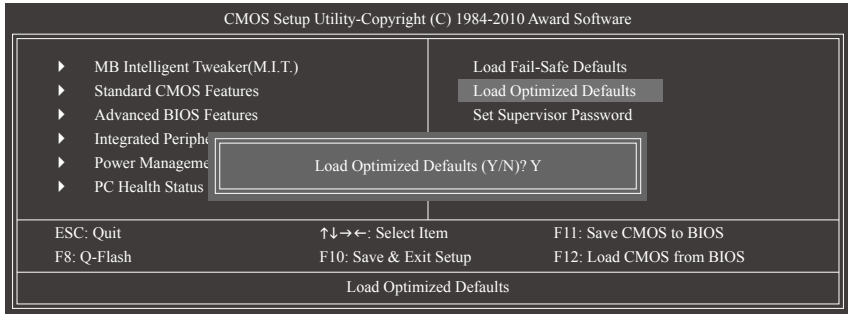 CMOS Setup Utility-Copyright (C) 1984-2010 Award Software
MB Intelligent Tweaker(M.I.T.)
Standard CMOS Features
Advanced BIOS Features
Integrated Periphe
Power Manageme
PC Health Status
Load Fail-Safe Defaults
Load Optimized Defaults
Set Supervisor Password
Load Optimized Defaults (Y/N)? Y
ESC: Quit
↑↓→←: Select Item
F11: Save CMOS to BIOS
F8: Q-Flash
F10: Save & Exit Setup
F12: Load CMOS from BIOS
Load Optimized Defaults